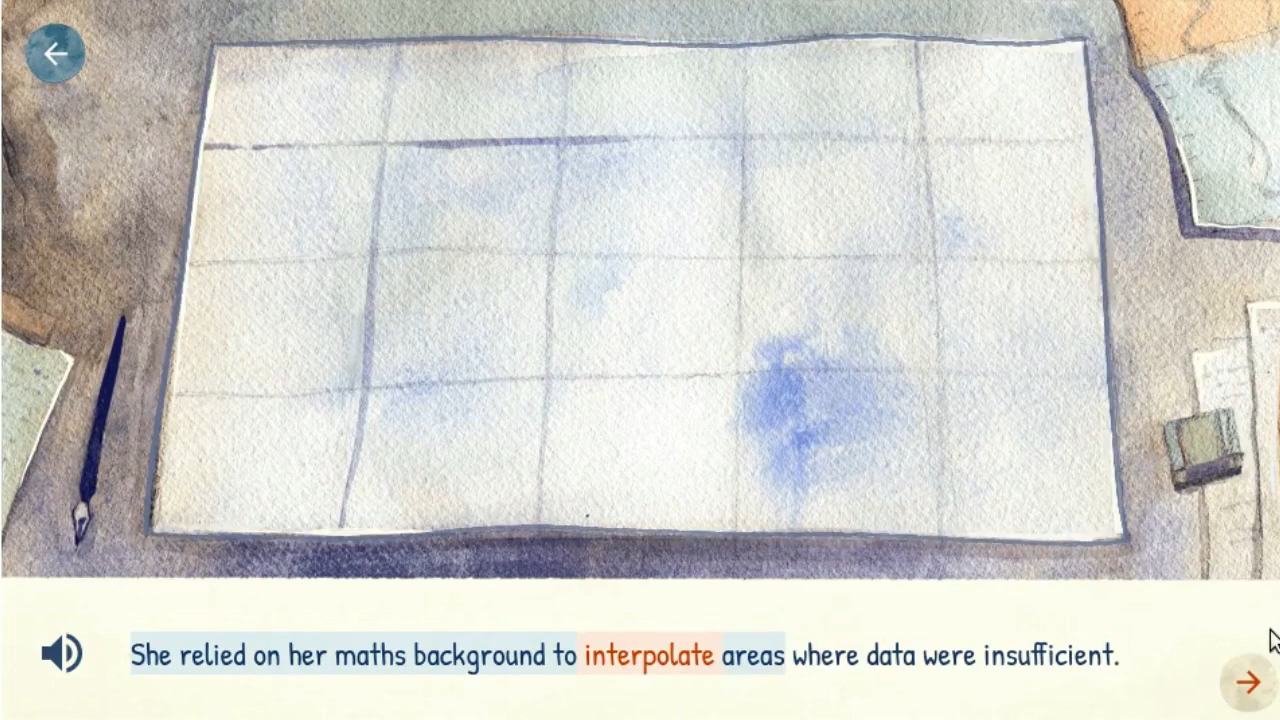 She relied on her maths background to interpolate areas where data were insufficient.